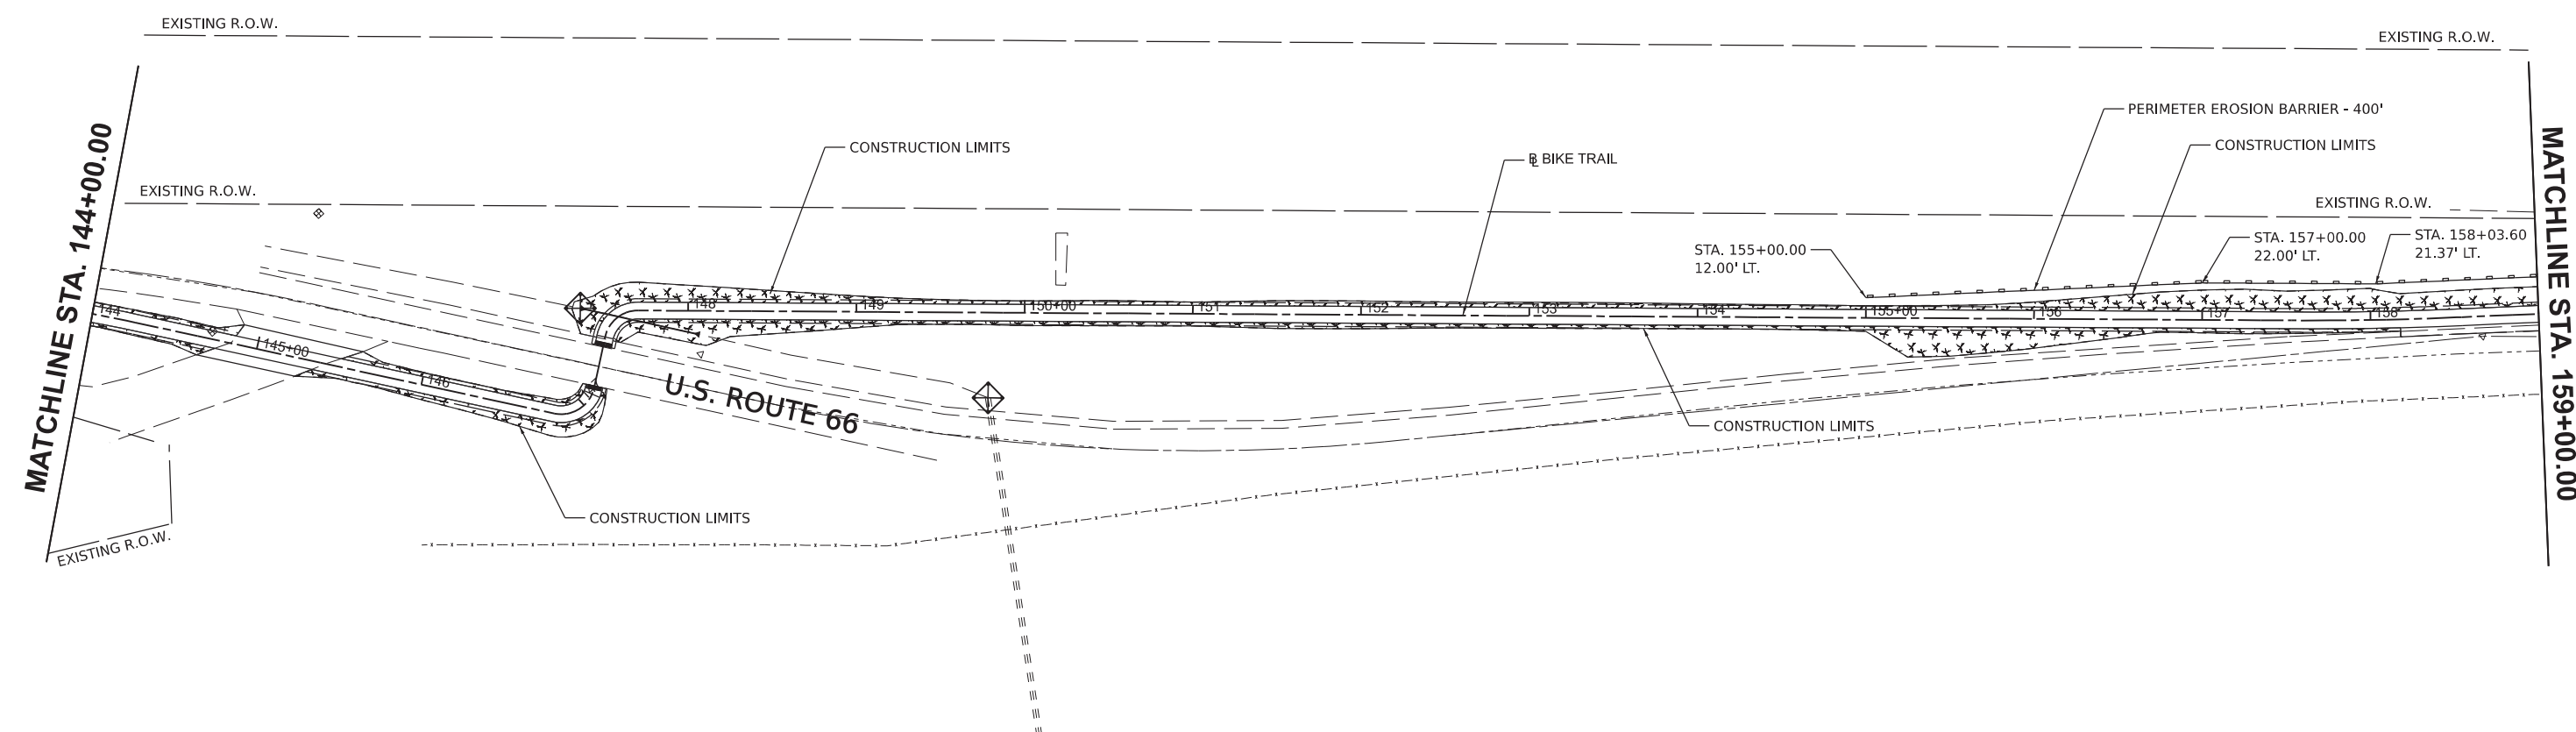 EXISTING R.O.W.
EXISTING R.O.W.
PERIMETER EROSION BARRIER - 400'
CONSTRUCTION LIMITS
CONSTRUCTION LIMITS
BL BIKE TRAIL
MATCHLINE STA. 144+00.00
MATCHLINE STA. 159+00.00
EXISTING R.O.W.
EXISTING R.O.W.
STA. 155+00.00
12.00' LT.
STA. 157+00.00
22.00' LT.
STA. 158+03.60
21.37' LT.
144
145+00
146
148
149
150+00
151
152
153
154
155+00
156
157
158
U.S. ROUTE 66
CONSTRUCTION LIMITS
CONSTRUCTION LIMITS
EXISTING R.O.W.